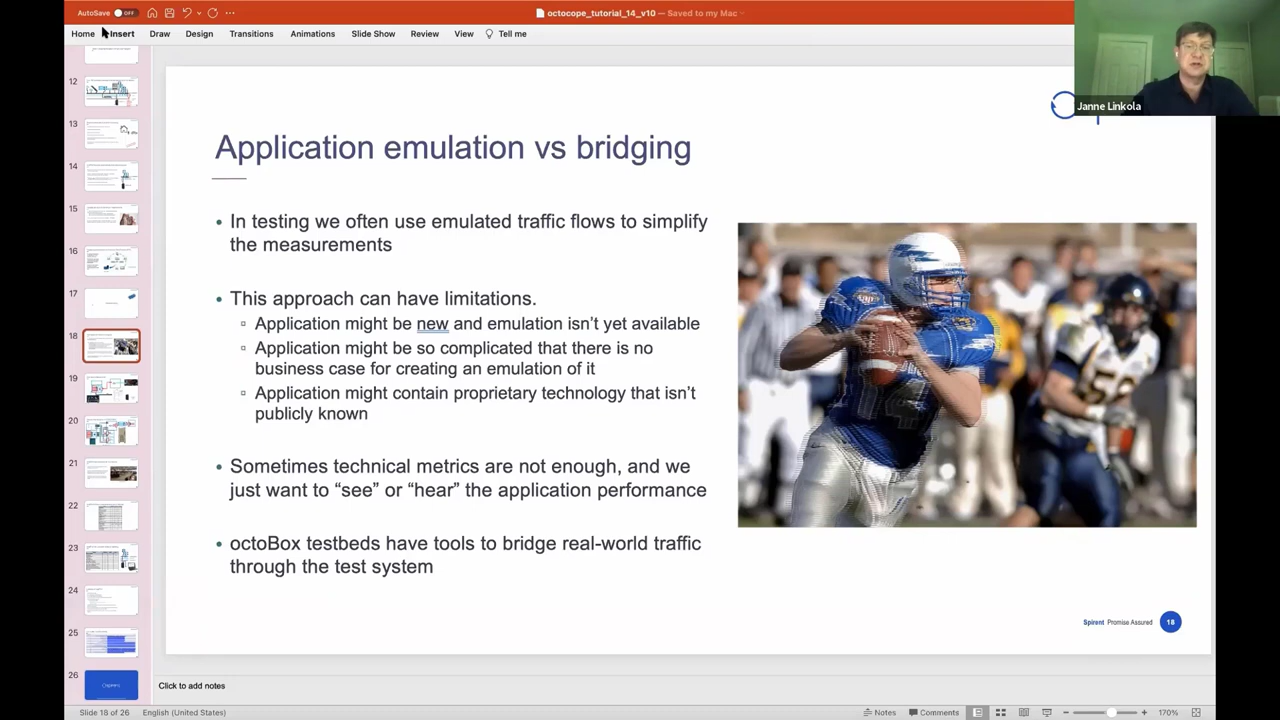 AutoSave OFF
octocope_tutorial_14_v10 — Saved to my Mac
Home Insert Draw Design Transitions Animations Slide Show Review View Tell me
Janne Linkola
12
13
14
15
16
17
18
19
20
21
22
23
24
25
26
Application emulation vs bridging
• In testing we often use emulated traffic flows to simplify
the measurements
• This approach can have limitations.
Application might be new and emulation isn't yet available
Application might be so complicated that there is no
business case for creating an emulation of it
Application might contain proprietary technology that isn't
publicly known
• Sometimes technical metrics are not enough, and we
just want to “see” or “hear” the application performance
• octoBox testbeds have tools to bridge real-world traffic
through the test system
Spirent Promise Assured 18
Click to add notes
Slide 18 of 26 English (United States) Notes Comments 170%